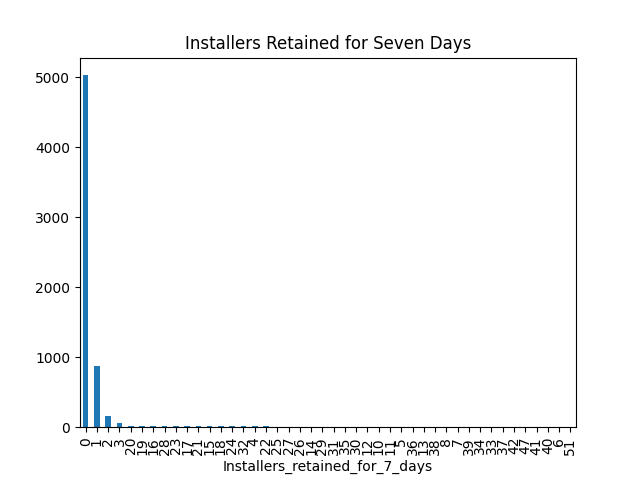 Installers Retained for Seven Days
5000
4000
3000
2000
1000
0
0 1 2 3 20 19 16 28 23 17 21 15 18 24 32 4 22 25 27 26 14 29 31 35 30 12 10 11 5 36 13 38 8 7 39 34 33 37 42 47 41 40 6 51
Installers_retained_for_7_days